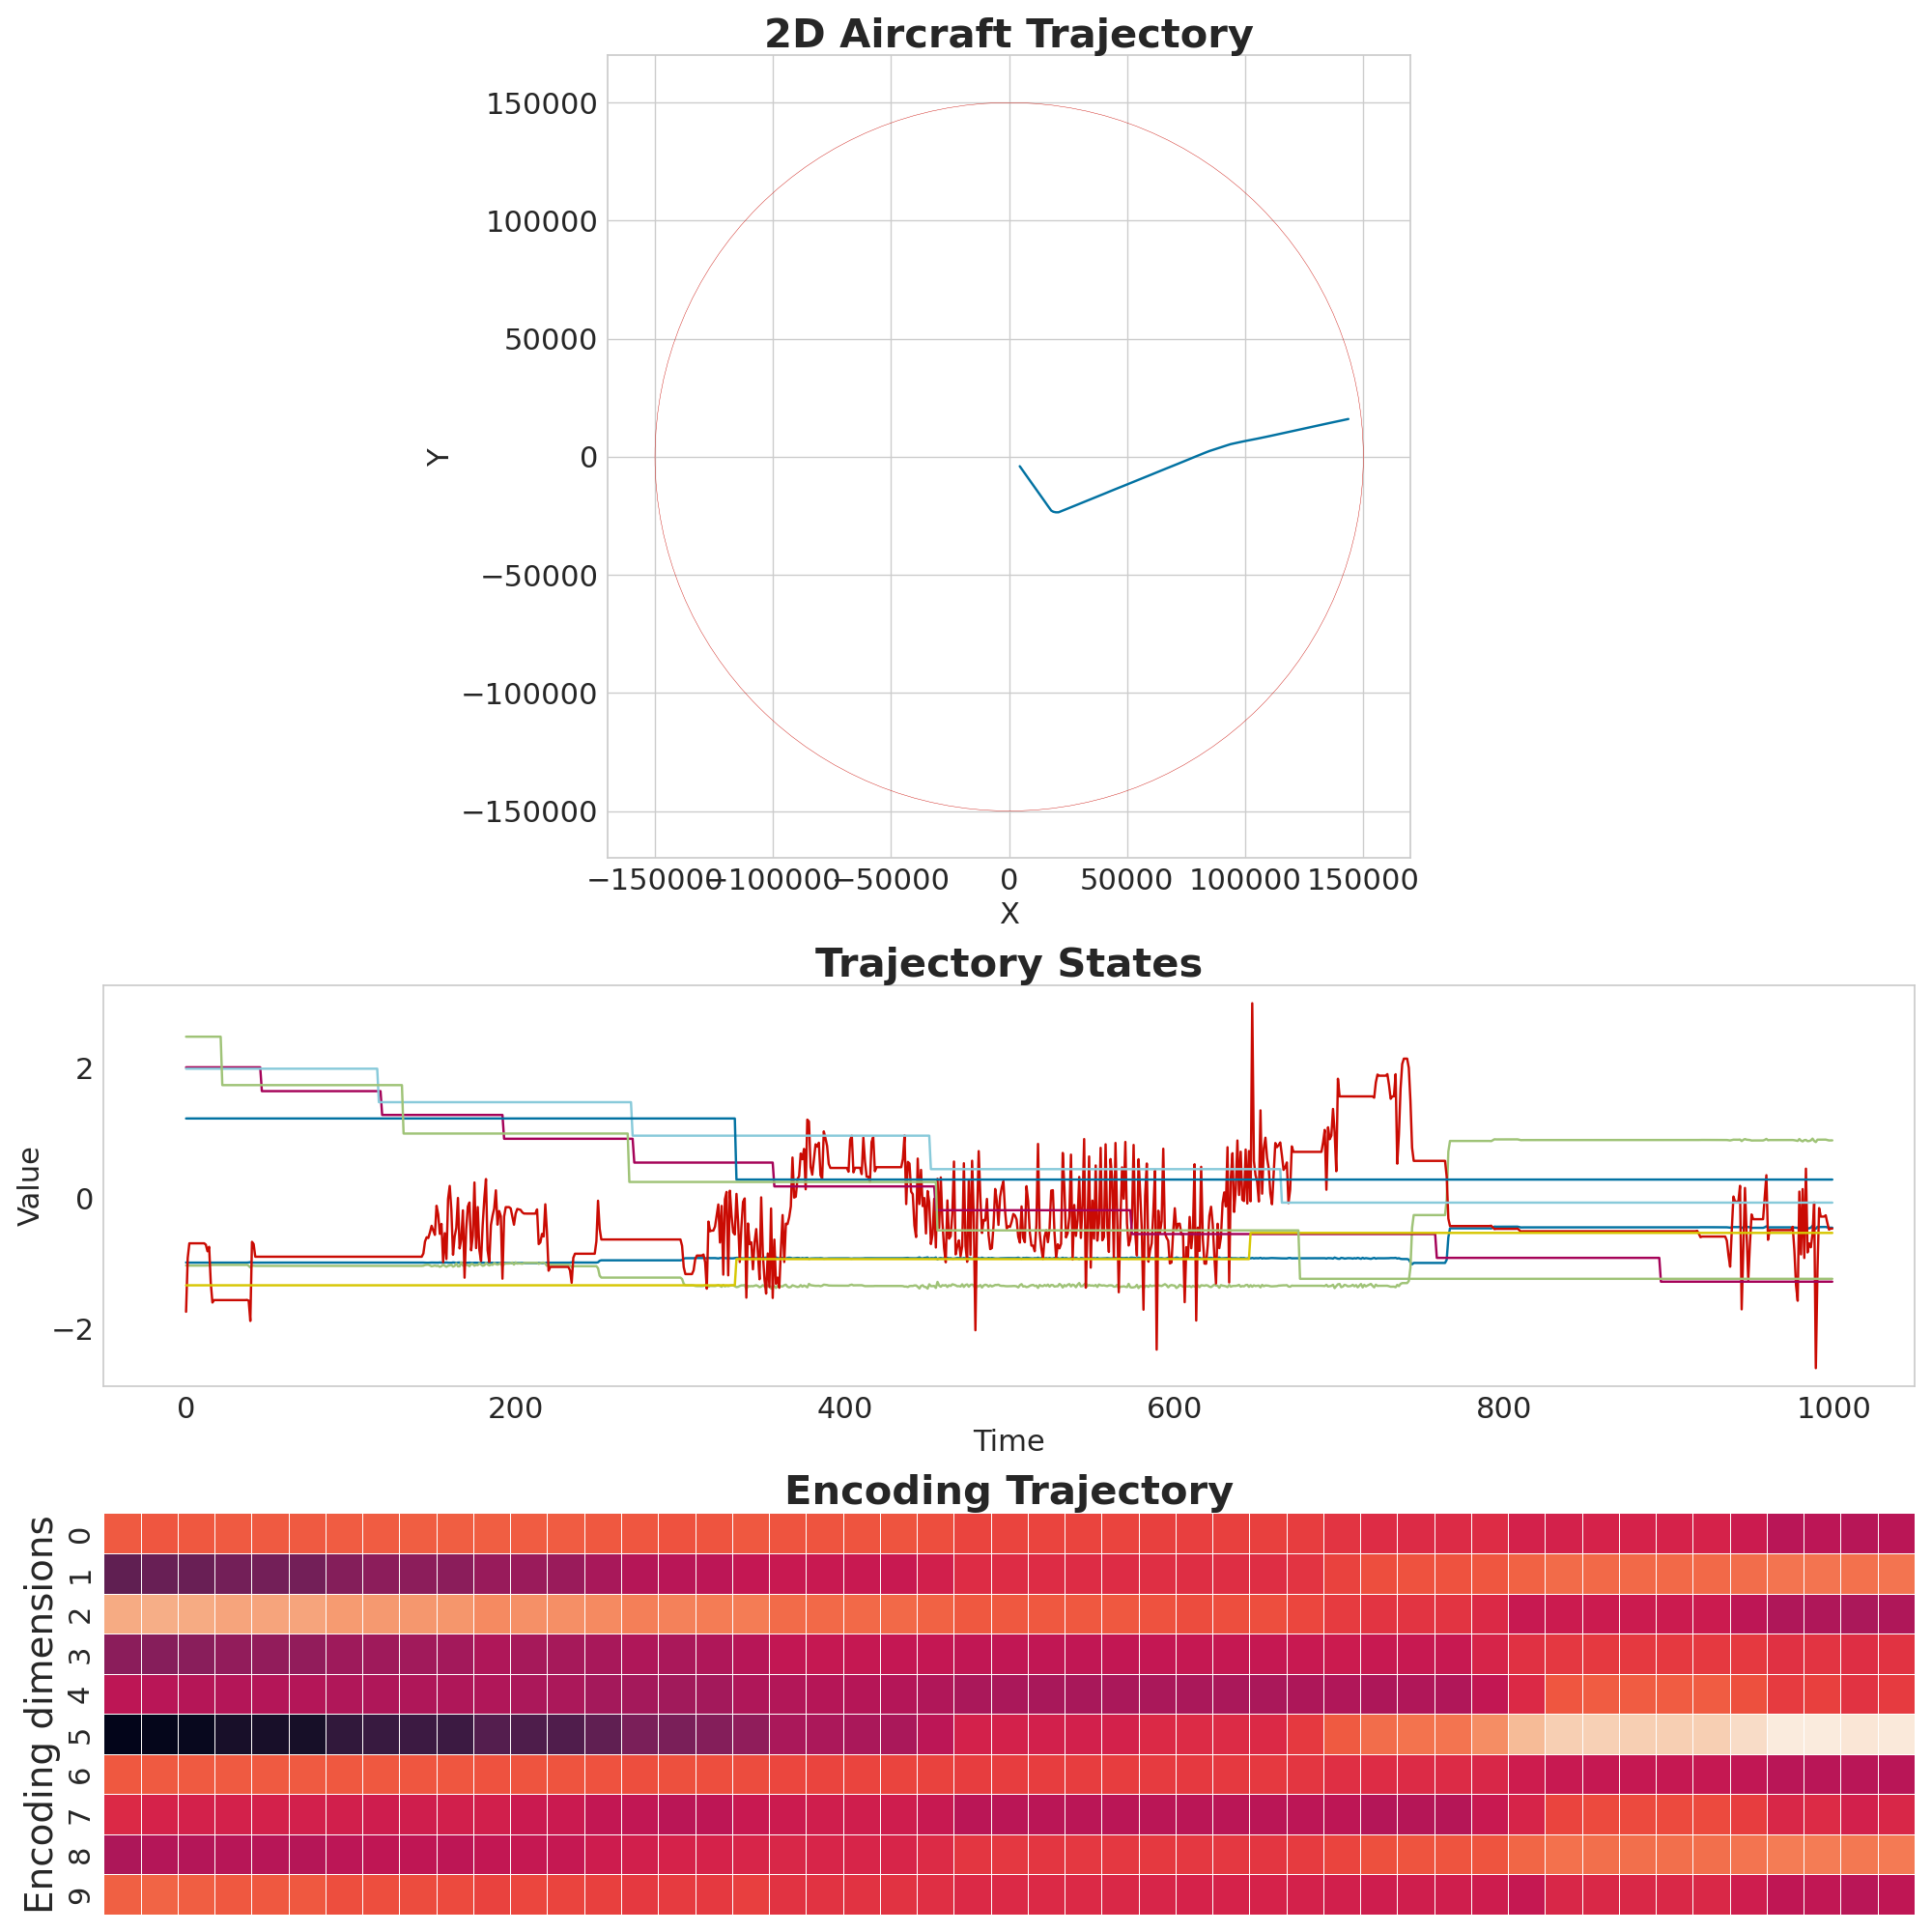 2D Aircraft Trajectory
150000
100000
50000
0
−50000
−100000
−150000
Y
−150000 −100000 −50000 0 50000 100000 150000
X
Trajectory States
2
0
−2
Value
0 200 400 600 800 1000
Time
Encoding Trajectory
Encoding dimensions
0
1
2
3
4
5
6
7
8
9